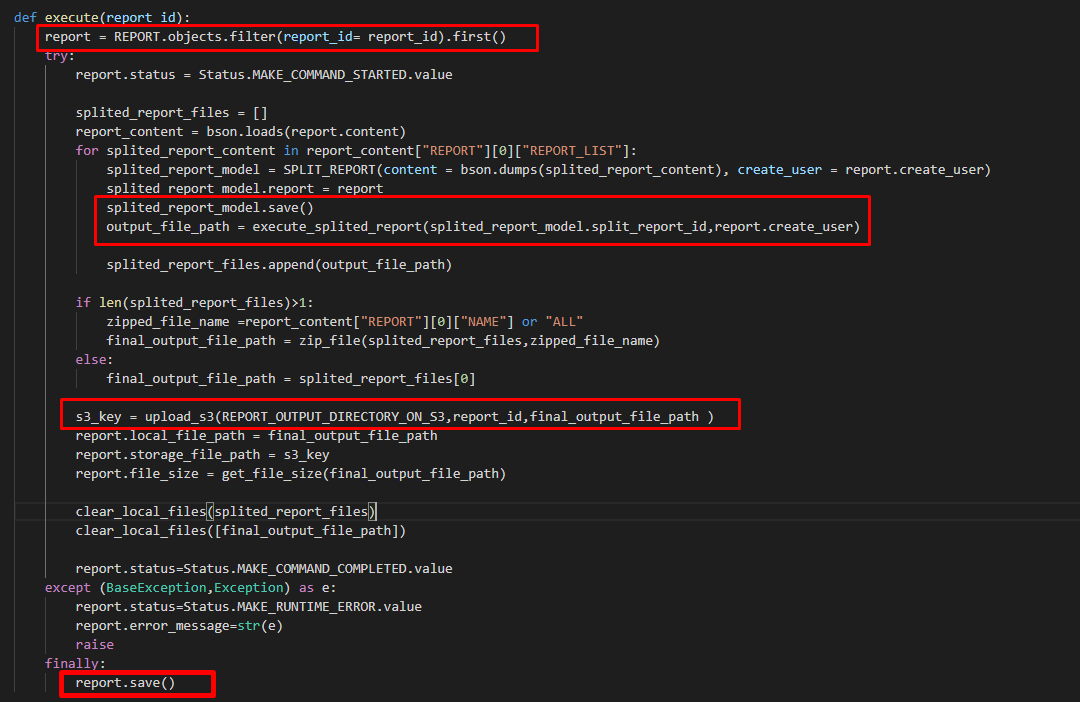 def execute(report_id):
report = REPORT.objects.filter(report_id= report_id).first()
try:
report.status = Status.MAKE_COMMAND_STARTED.value
splited_report_files = []
report_content = bson.loads(report.content)
for splited_report_content in report_content["REPORT"][0]["REPORT_LIST"]:
splited_report_model = SPLIT_REPORT(content = bson.dumps(splited_report_content), create_user = report.create_user)
splited_report_model.report = report
splited_report_model.save()
output_file_path = execute_splited_report(splited_report_model.split_report_id,report.create_user)
splited_report_files.append(output_file_path)
if len(splited_report_files)>1:
zipped_file_name =report_content["REPORT"][0]["NAME"] or "ALL"
final_output_file_path = zip_file(splited_report_files,zipped_file_name)
else:
final_output_file_path = splited_report_files[0]
s3_key = upload_s3(REPORT_OUTPUT_DIRECTORY_ON_S3,report_id,final_output_file_path )
report.local_file_path = final_output_file_path
report.storage_file_path = s3_key
report.file_size = get_file_size(final_output_file_path)
clear_local_files(splited_report_files)
clear_local_files([final_output_file_path])
report.status=Status.MAKE_COMMAND_COMPLETED.value
except (BaseException,Exception) as e:
report.status=Status.MAKE_RUNTIME_ERROR.value
report.error_message=str(e)
raise
finally:
report.save()